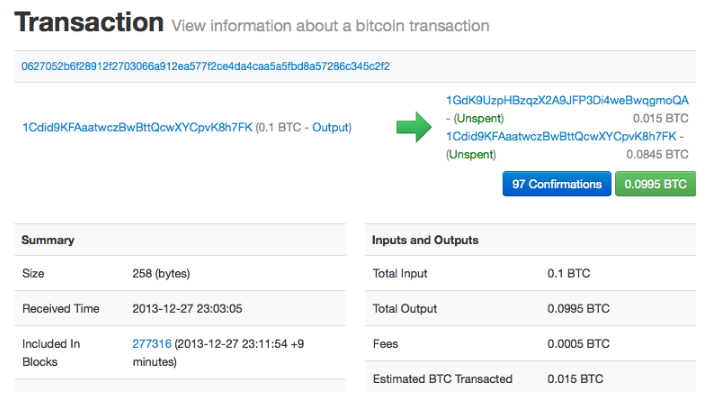 Transaction View information about a bitcoin transaction
0627052b6f28912f2703066a912ea577f2ce4da4caa5a5fbd8a57286c345c2f2
1Cdid9KFAaatwczBwBttQcwXYCpvK8h7FK (0.1 BTC - Output)
1GdK9UzpHBzqzX2A9JFP3Di4weBwqgmoQA
- (Unspent) 0.015 BTC
1Cdid9KFAaatwczBwBttQcwXYCpvK8h7FK -
(Unspent) 0.0845 BTC
97 Confirmations 0.0995 BTC
Summary
Size 258 (bytes)
Received Time 2013-12-27 23:03:05
Included In 277316 (2013-12-27 23:11:54 +9
Blocks minutes)
Inputs and Outputs
Total Input 0.1 BTC
Total Output 0.0995 BTC
Fees 0.0005 BTC
Estimated BTC Transacted 0.015 BTC